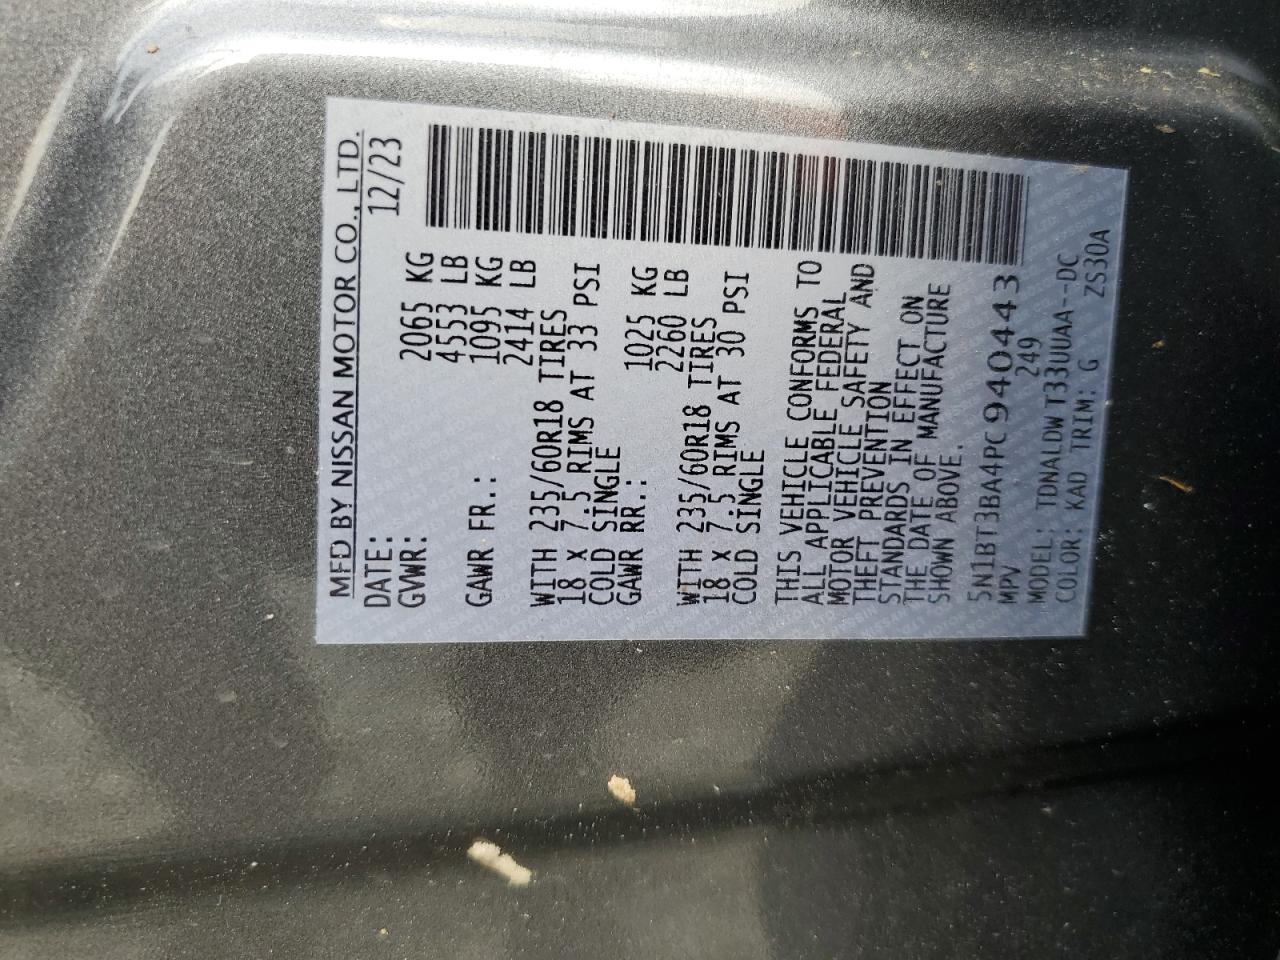 MFD BY NISSAN MOTOR CO., LTD.
DATE: 12/23
GVWR: 2065 KG
4553 LB
GAWR FR.: 1095 KG
2414 LB
WITH 235/60R18 TIRES
18 X 7.5 RIMS AT 33 PSI
COLD SINGLE
GAWR RR.: 1025 KG
2260 LB
WITH 235/60R18 TIRES
18 X 7.5 RIMS AT 30 PSI
COLD SINGLE
THIS VEHICLE CONFORMS TO
ALL APPLICABLE FEDERAL
MOTOR VEHICLE SAFETY AND
THEFT PREVENTION
STANDARDS IN EFFECT ON
THE DATE OF MANUFACTURE
SHOWN ABOVE.
5N1BT3BA4PC940443
MPV 249
MODEL: TDNALDWT33UUAA--DC
COLOR: KAD TRIM: G ZS30A